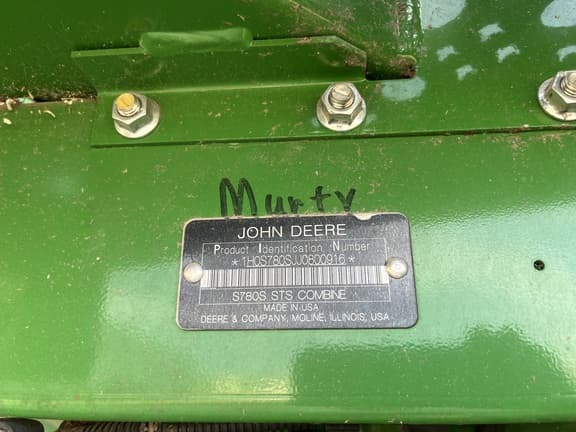 Murty
JOHN DEERE
Product Identification Number
*1H0S780SJJ0800916*
S780S STS COMBINE
MADE IN USA
DEERE & COMPANY, MOLINE, ILLINOIS, USA